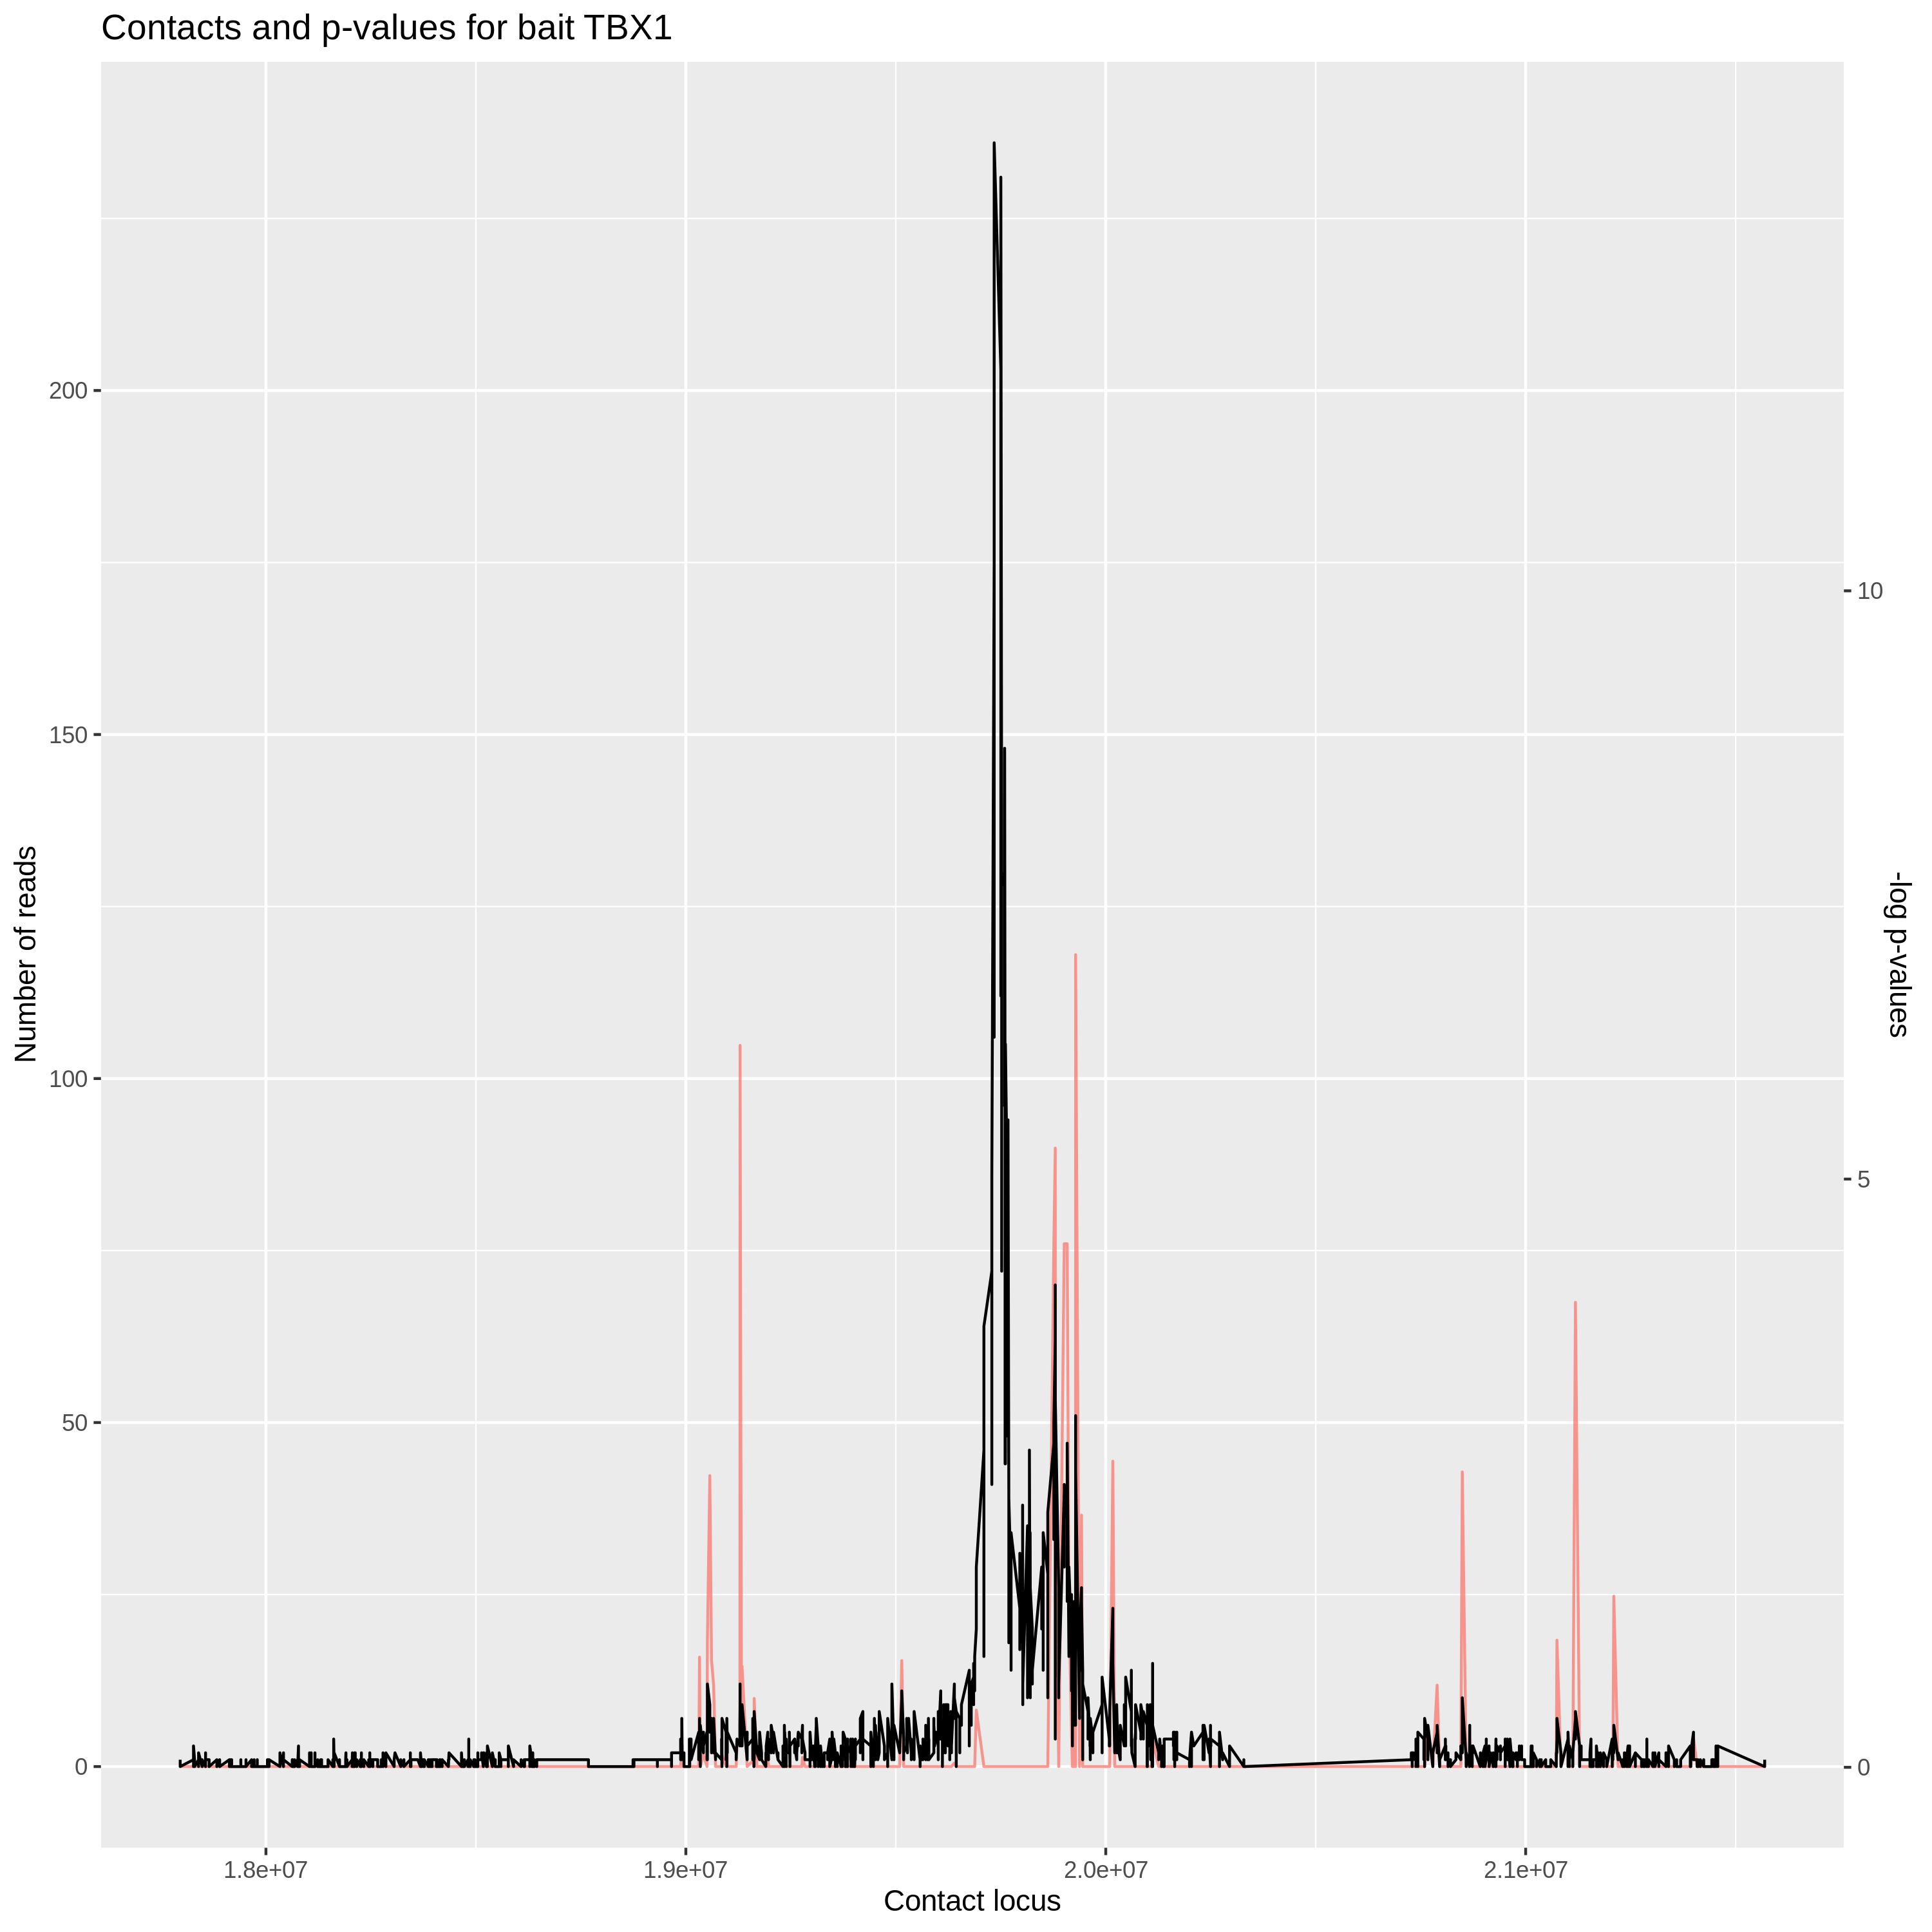 Contacts and p-values for bait TBX1
Number of reads
200
150
100
50
0
10
5
0
-log p-values
1.8e+07
1.9e+07
2.0e+07
2.1e+07
Contact locus